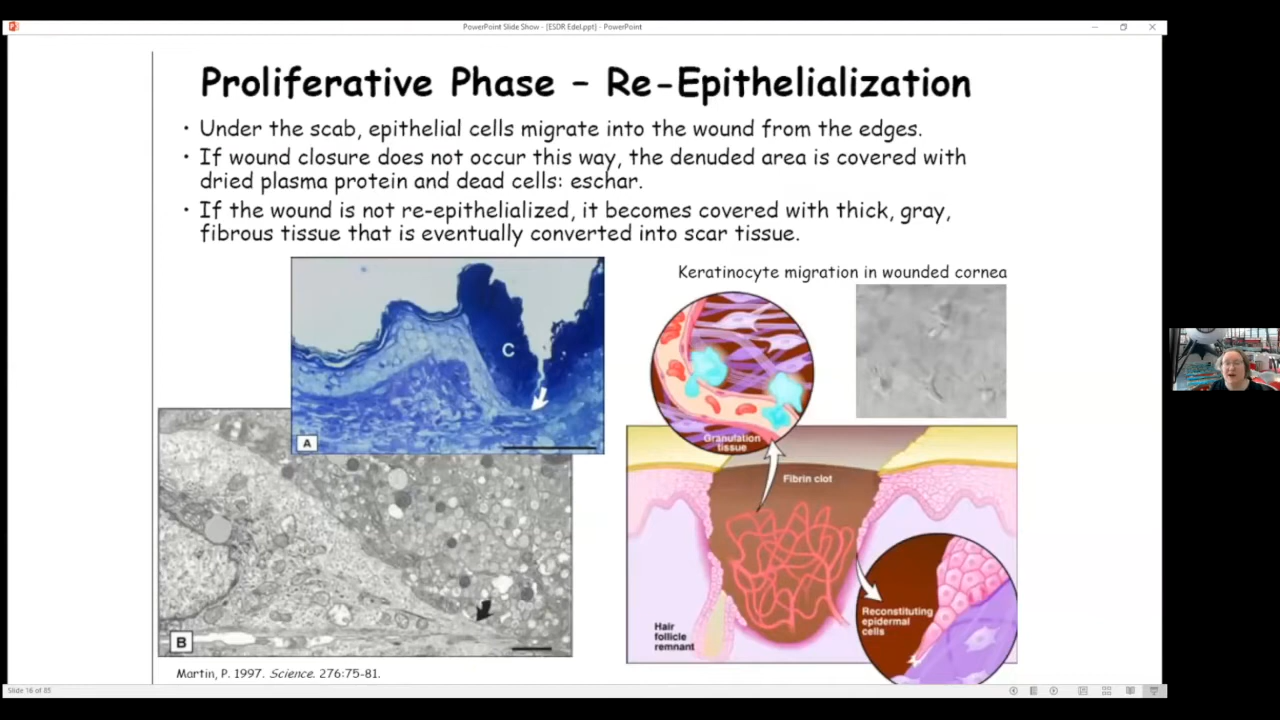 PowerPoint Slide Show - [ESDR Edel.ppt] - PowerPoint
Proliferative Phase – Re-Epithelialization
• Under the scab, epithelial cells migrate into the wound from the edges.
• If wound closure does not occur this way, the denuded area is covered with
dried plasma protein and dead cells: eschar.
• If the wound is not re-epithelialized, it becomes covered with thick, gray,
fibrous tissue that is eventually converted into scar tissue.
Keratinocyte migration in wounded cornea
C
A
Granulation
tissue
Fibrin clot
Reconstituting
epidermal
cells
Hair
follicle
remnant
B
Martin, P. 1997. Science. 276:75-81.
Slide 16 of 85